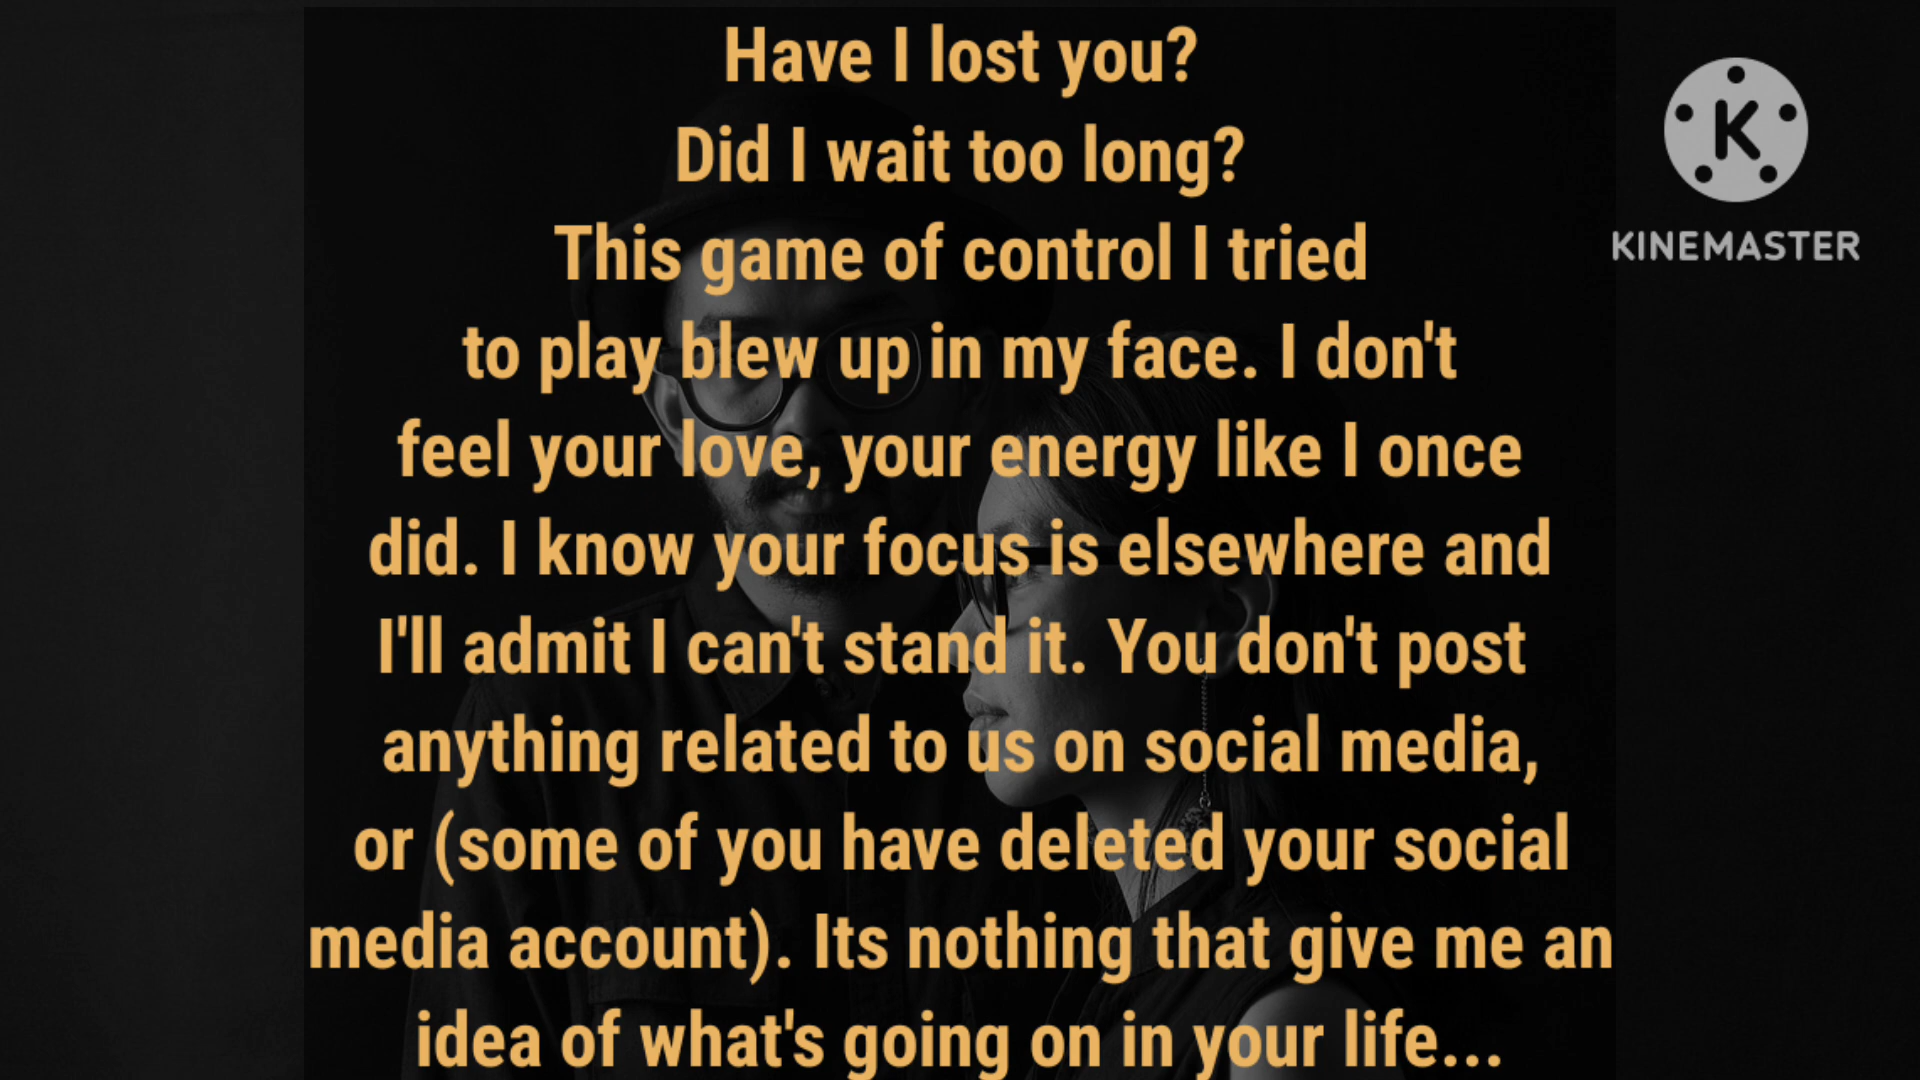 Have I lost you?
Did I wait too long?
This game of control I tried
to play blew up in my face. I don't
feel your love, your energy like I once
did. I know your focus is elsewhere and
I'll admit I can't stand it. You don't post
anything related to us on social media,
or (some of you have deleted your social
media account). Its nothing that give me an
idea of what's going on in your life...
K
KINEMASTER